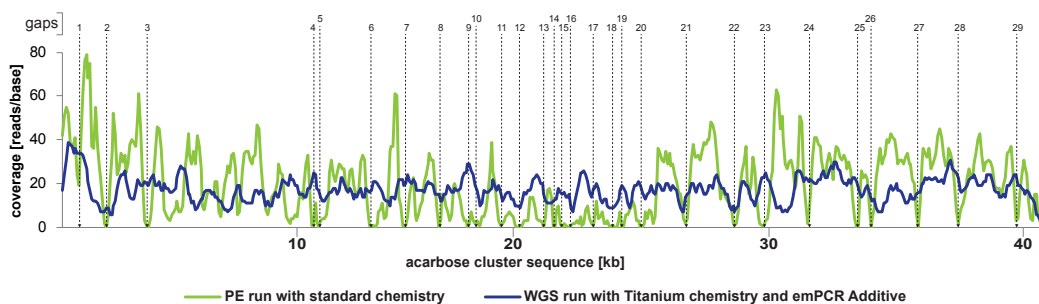 gaps
5 10 14 16 19 26
1 2 3 4 6 7 8 9 11 12 13 15 17 18 20 21 22 23 24 25 27 28 29
80
60
40
20
0
coverage [reads/base]
10 20 30 40
acarbose cluster sequence [kb]
PE run with standard chemistry WGS run with Titanium chemistry and emPCR Additive